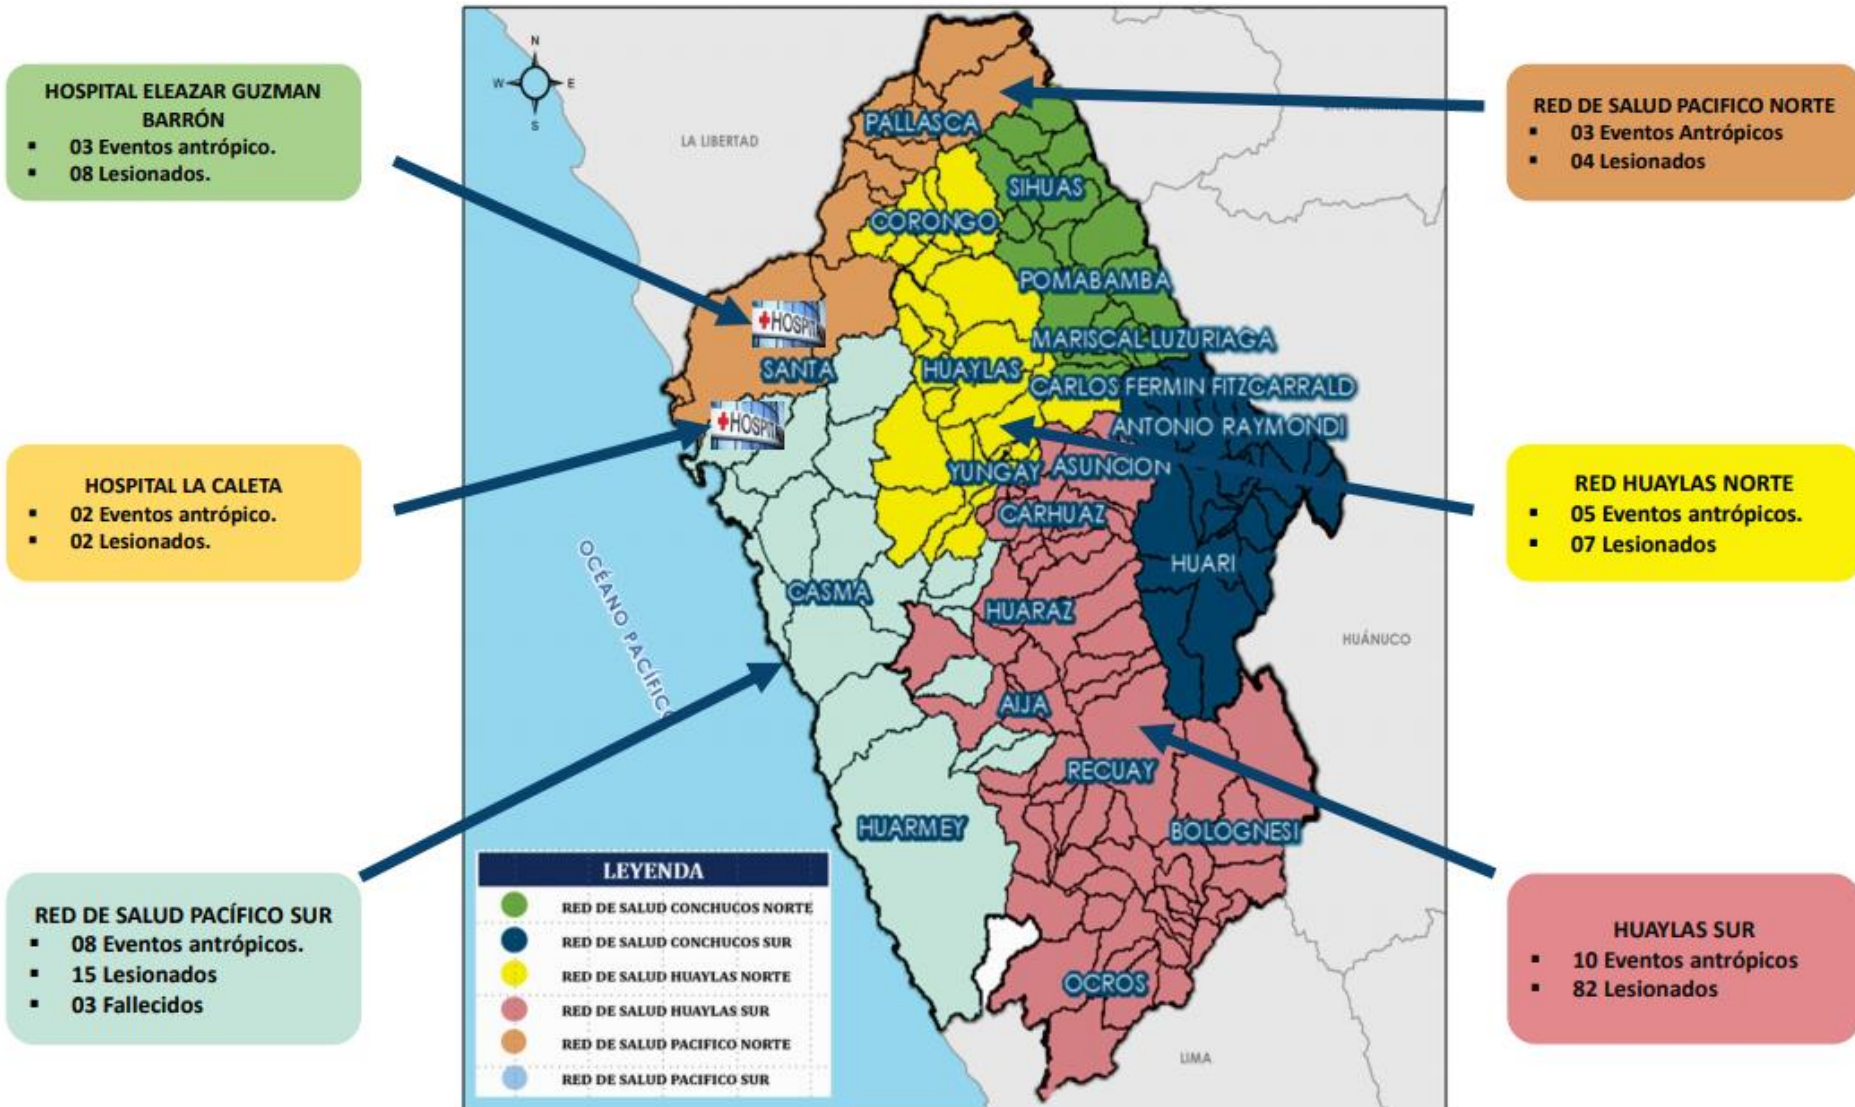 HOSPITAL ELEAZAR GUZMAN
BARRÓN
▪ 03 Eventos antrópico.
▪ 08 Lesionados.
HOSPITAL LA CALETA
▪ 02 Eventos antrópico.
▪ 02 Lesionados.
RED DE SALUD PACÍFICO SUR
▪ 08 Eventos antrópicos.
▪ 15 Lesionados
▪ 03 Fallecidos
N
W
E
S
LA LIBERTAD
PALLASCA
SIHUAS
CORONGO
POMABAMBA
HOSPIT
MARISCAL LUZURIAGA
SANTA
HUAYLAS
CARLOS FERMIN FITZCARRALD
HOSPIT
ANTONIO RAYMONDI
YUNGAY
ASUNCION
CARHUAZ
HUARI
OCÉANO PACÍFICO
CASMA
HUARAZ
HUÁNUCO
AIJA
RECUAY
HUARMEY
BOLOGNESI
OCROS
LIMA
LEYENDA
RED DE SALUD CONCHUCOS NORTE
RED DE SALUD CONCHUCOS SUR
RED DE SALUD HUAYLAS NORTE
RED DE SALUD HUAYLAS SUR
RED DE SALUD PACIFICO NORTE
RED DE SALUD PACIFICO SUR
RED DE SALUD PACIFICO NORTE
▪ 03 Eventos Antrópicos
▪ 04 Lesionados
RED HUAYLAS NORTE
▪ 05 Eventos antrópicos.
▪ 07 Lesionados
HUAYLAS SUR
▪ 10 Eventos antrópicos
▪ 82 Lesionados